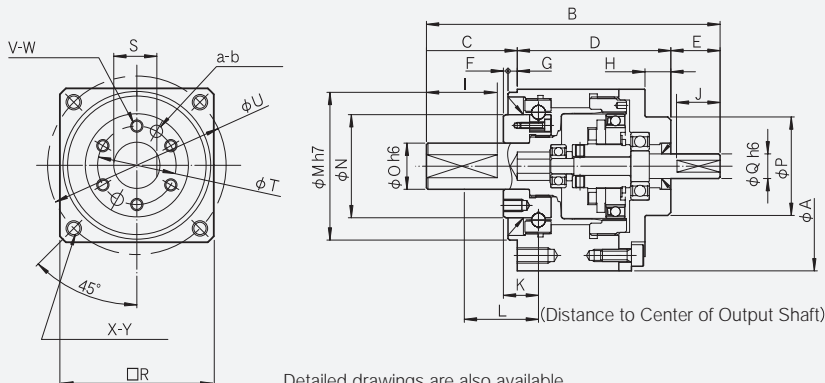 B
C D E
F G H
I J
V-W S a-b
φU
φT
φM h7
φN
φO h6
φQ h6
φP
φA
K
L (Distance to Center of Output Shaft)
45°
X-Y
□R
Detailed drawings are also available